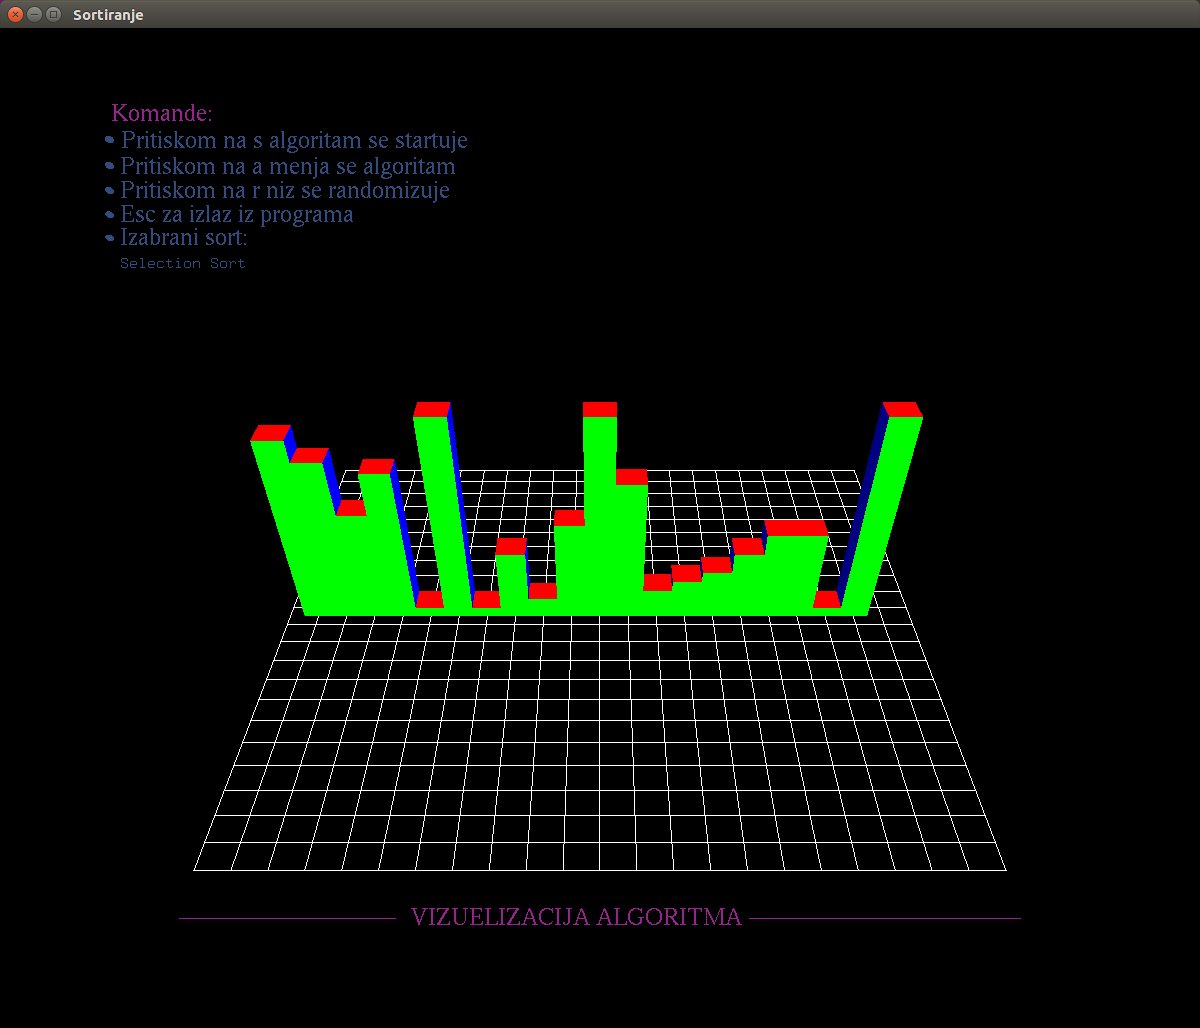 Sortiranje
Komande:
• Pritiskom na s algoritam se startuje
• Pritiskom na a menja se algoritam
• Pritiskom na r niz se randomizuje
• Esc za izlaz iz programa
• Izabrani sort:
Selection Sort
VIZUELIZACIJA ALGORITMA